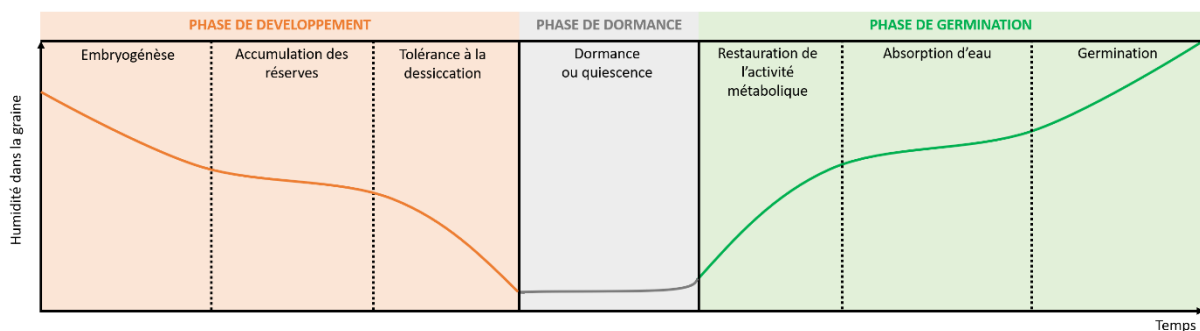 PHASE DE DEVELOPPEMENT
PHASE DE DORMANCE
PHASE DE GERMINATION
Embryogénèse
Accumulation des
réserves
Tolérance à la
dessiccation
Dormance
ou quiescence
Restauration de
l’activité
métabolique
Absorption d’eau
Germination
Humidité dans la graine
Temps